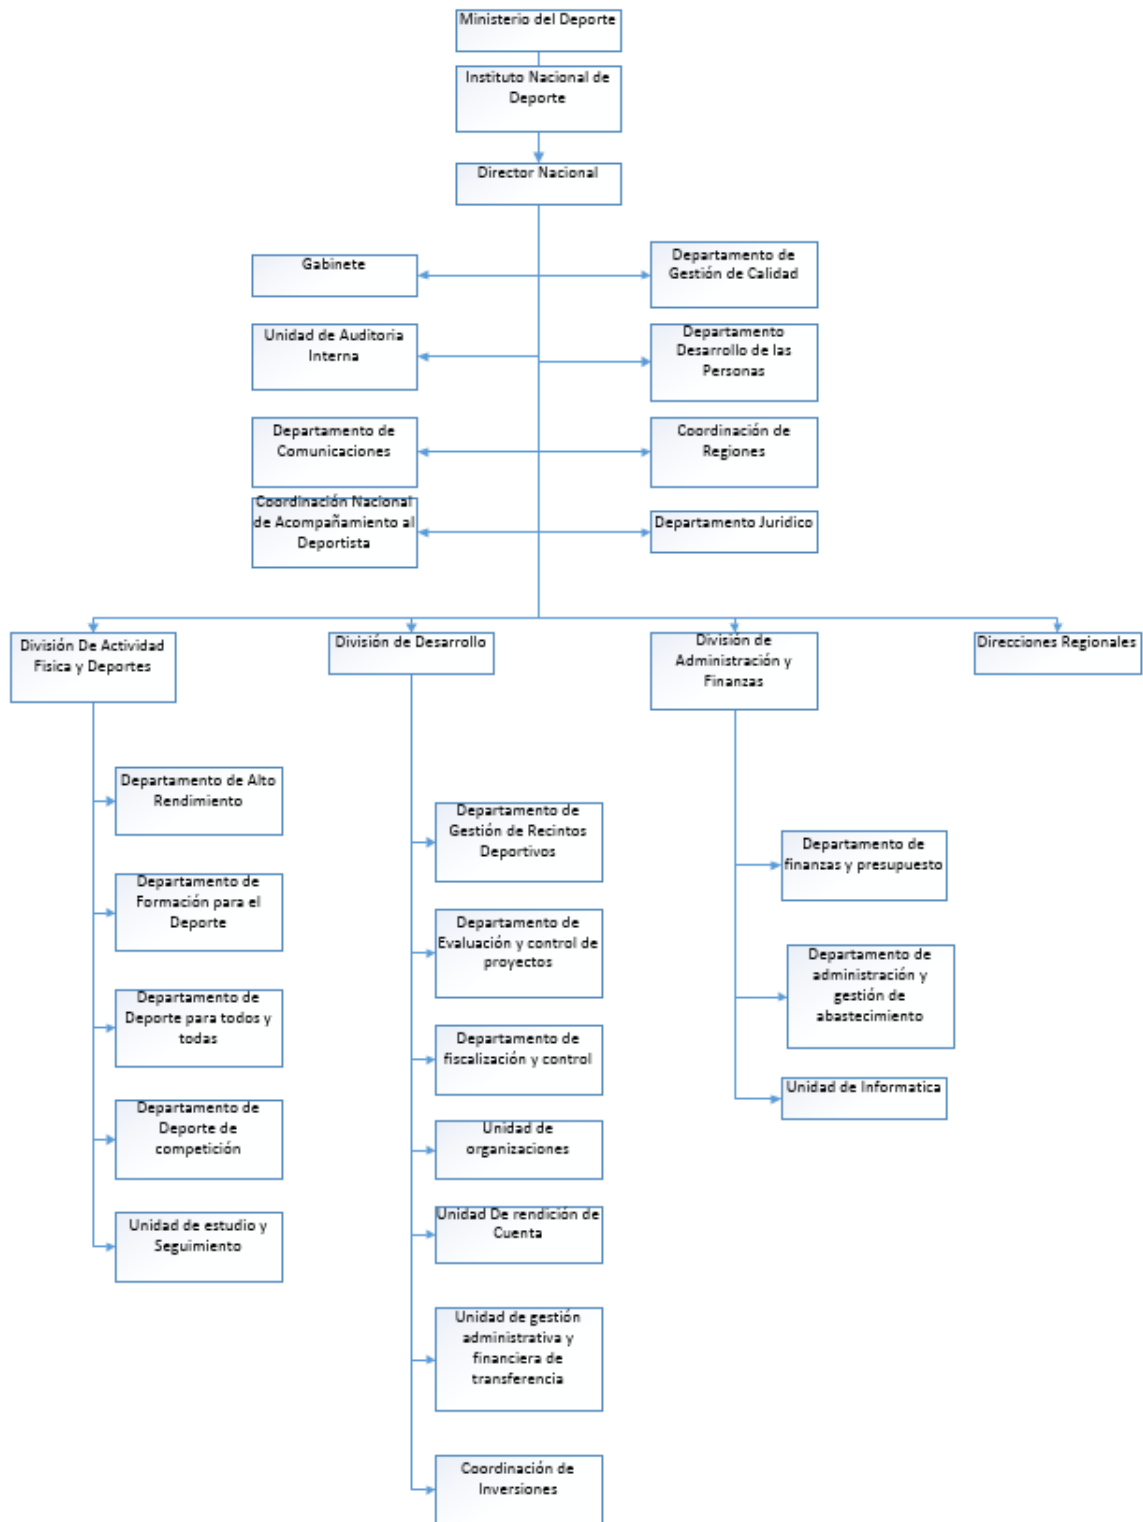 Ministerio del Deporte
Instituto Nacional de
Deporte
Director Nacional
Gabinete
Departamento de
Gestión de Calidad
Unidad de Auditoria
Interna
Departamento
Desarrollo de las
Personas
Departamento de
Comunicaciones
Coordinación de
Regiones
Coordinación Nacional
de Acompañamiento al
Deportista
Departamento Juridico
División De Actividad
Fisica y Deportes
División de Desarrollo
División de
Administración y
Finanzas
Direciones Regionales
Departamento de Alto
Rendimiento
Departamento de
Formación para el
Deporte
Departamento de
Deporte para todos y
todas
Departamento de
Deporte de
competición
Unidad de estudio y
Seguimiento
Departamento de
Gestión de Recintos
Deportivos
Departamento de
Evaluación y control de
proyectos
Departamento de
fiscalización y control
Unidad de
organizaciones
Unidad De rendición de
Cuenta
Unidad de gestión
administrativa y
financiera de
transferencia
Coordinación de
Inversiones
Departamento de
finanzas y presupuesto
Departamento de
administración y
gestión de
abastecimiento
Unidad de Informatica